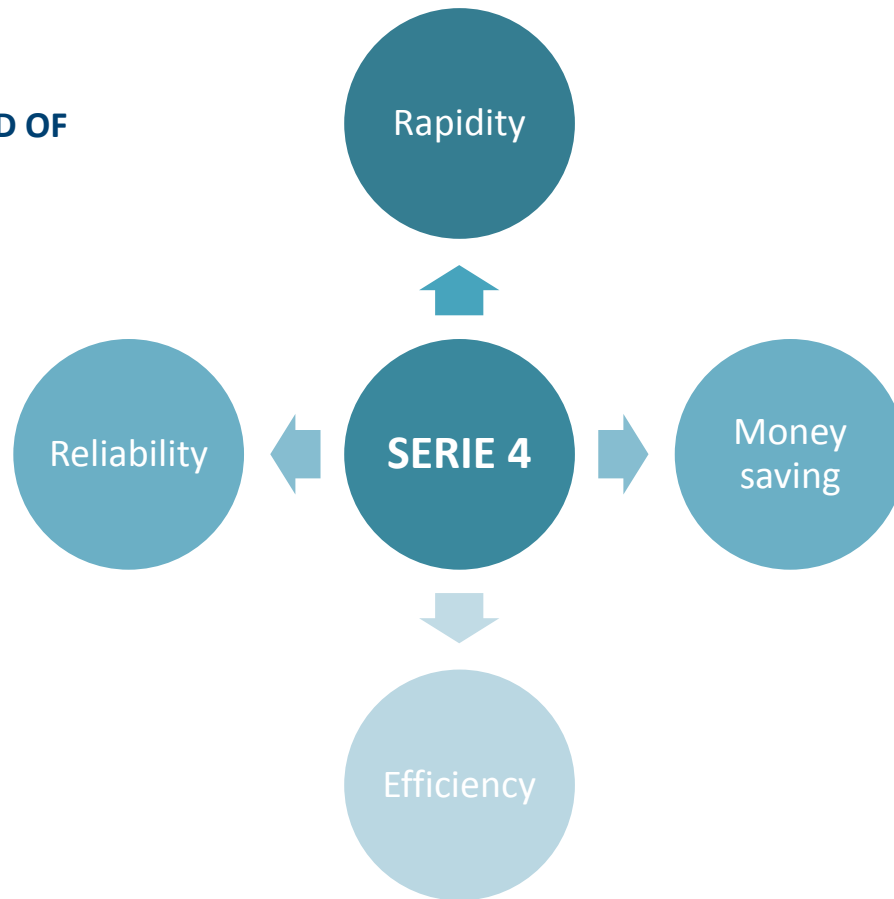 D OF
Rapidity
Reliability
SERIE 4
Money
saving
Efficiency